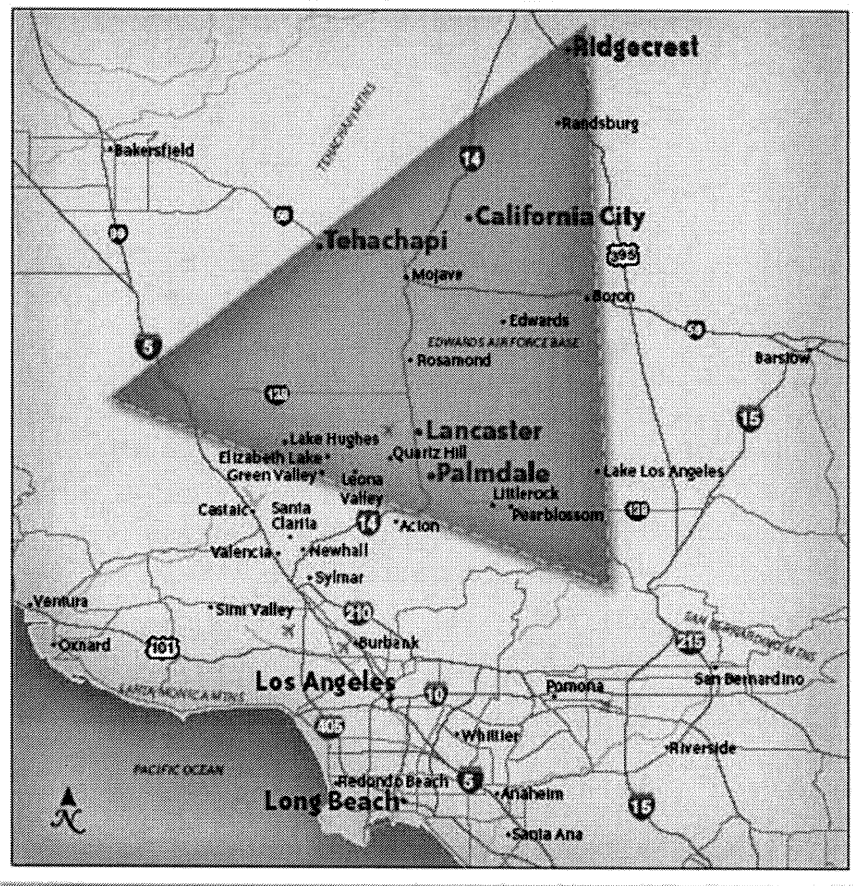 Ridgecrest
Randsburg
TEHACHAPI MTNS
Bakersfield
14
California City
58
99
Tehachapi
395
Mojave
Boron
Edwards
58
5
EDWARDS AIR FORCE BASE
Rosamond
Barstow
138
15
Lancaster
Lake Hughes
Quartz Hill
Elizabeth Lake
Palmdale
Lake Los Angeles
Green Valley
Leona
Valley
Littlerock
Castaic
Santa
Clarita
Pearblossom
138
14
Acton
Valencia
Newhall
Sylmar
Ventura
Simi Valley
210
SAN BERNARDINO MTNS
Oxnard
101
Burbank
215
San Bernardino
Los Angeles
SANTA MONICA MTNS
10
Pomona
405
Whittier
Riverside
PACIFIC OCEAN
Redondo Beach
5
Anaheim
15
Long Beach
N
Santa Ana